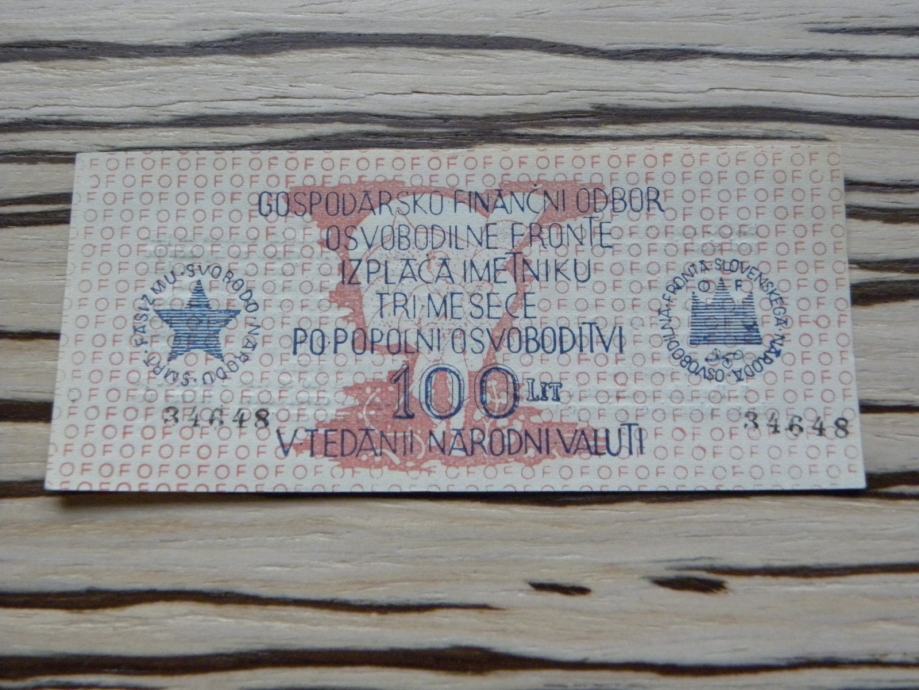 GOSPODARSKO FINANČNI ODBOR
OSVOBODILNE FRONTE
IZPLAČA IMETNIKU
TRI MESECE
PO POPOLNI OSVOBODITVI
100 LIT
V TEDANJI NARODNI VALUTI
SMRT FAŠIZMU · SVOBODO NARODU ·
O F
OSVOBODILNA FRONTA SLOVENSKEGA NARODA
34648
34648